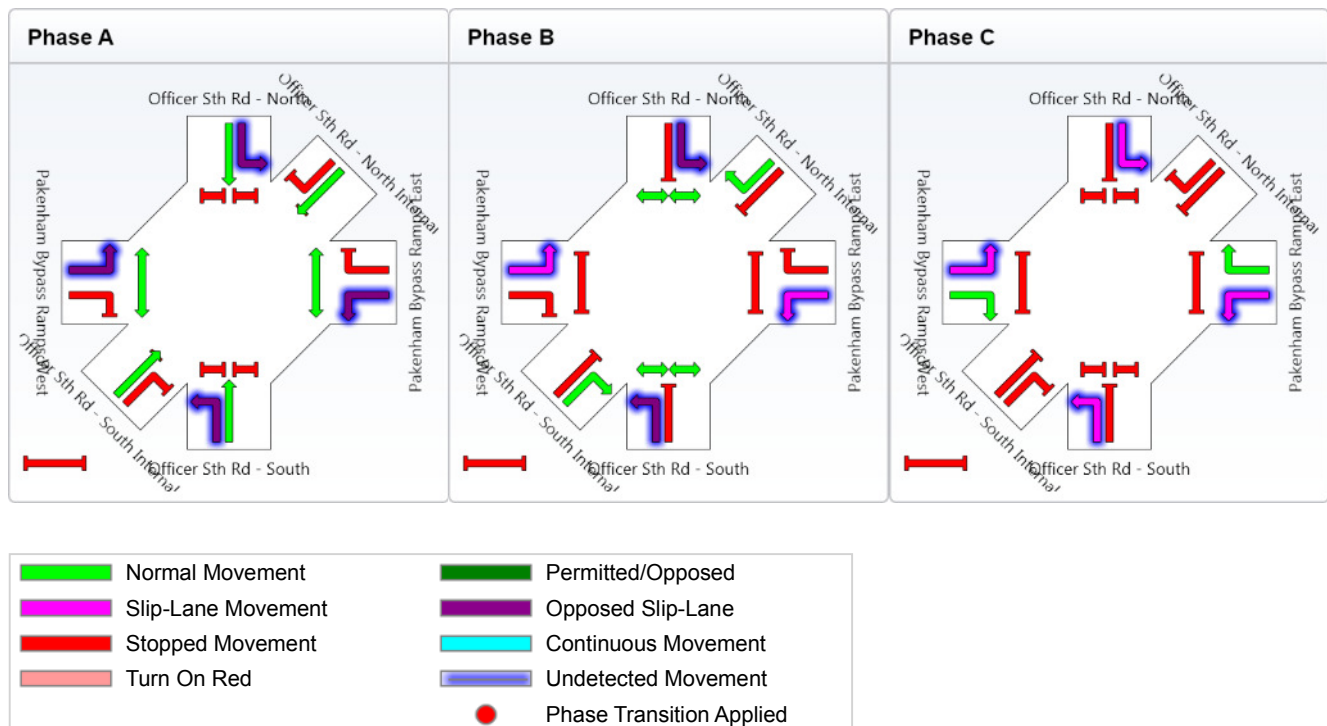 Phase A
Phase B
Phase C
Officer Sth Rd - North
Officer Sth Rd - North Internal
Pakenham Bypass Ramps East
Officer Sth Rd - South
Officer Sth Rd - South Internal
Pakenham Bypass Ramps West
Officer Sth Rd - North
Officer Sth Rd - North Internal
Pakenham Bypass Ramps East
Officer Sth Rd - South
Officer Sth Rd - South Internal
Pakenham Bypass Ramps West
Officer Sth Rd - North
Officer Sth Rd - North Internal
Pakenham Bypass Ramps East
Officer Sth Rd - South
Officer Sth Rd - South Internal
Pakenham Bypass Ramps West
Normal Movement
Permitted/Opposed
Slip-Lane Movement
Opposed Slip-Lane
Stopped Movement
Continuous Movement
Turn On Red
Undetected Movement
Phase Transition Applied